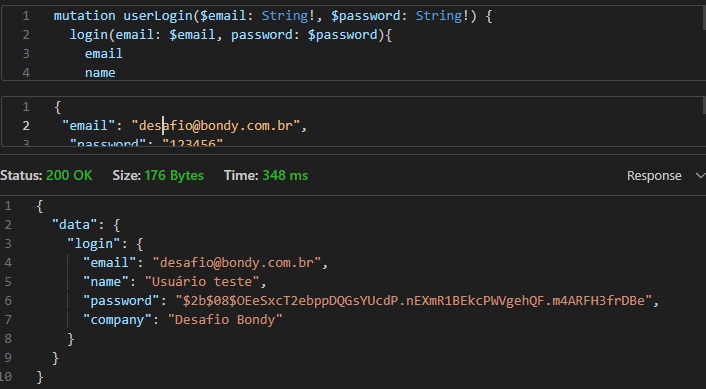 1 mutation userLogin($email: String!, $password: String!) {
2 login(email: $email, password: $password){
3 email
4 name
1 {
2 "email": "desafio@bondy.com.br",
3 "password": "123456"
Status: 200 OK Size: 176 Bytes Time: 348 ms Response
1 {
2 "data": {
3 "login": {
4 "email": "desafio@bondy.com.br",
5 "name": "Usuário teste",
6 "password": "$2b$08$OEeSxcT2ebppDQGsYUcdP.nEXmR1BEkcPWVgehQF.m4ARFH3frDBe",
7 "company": "Desafio Bondy"
8 }
9 }
10 }